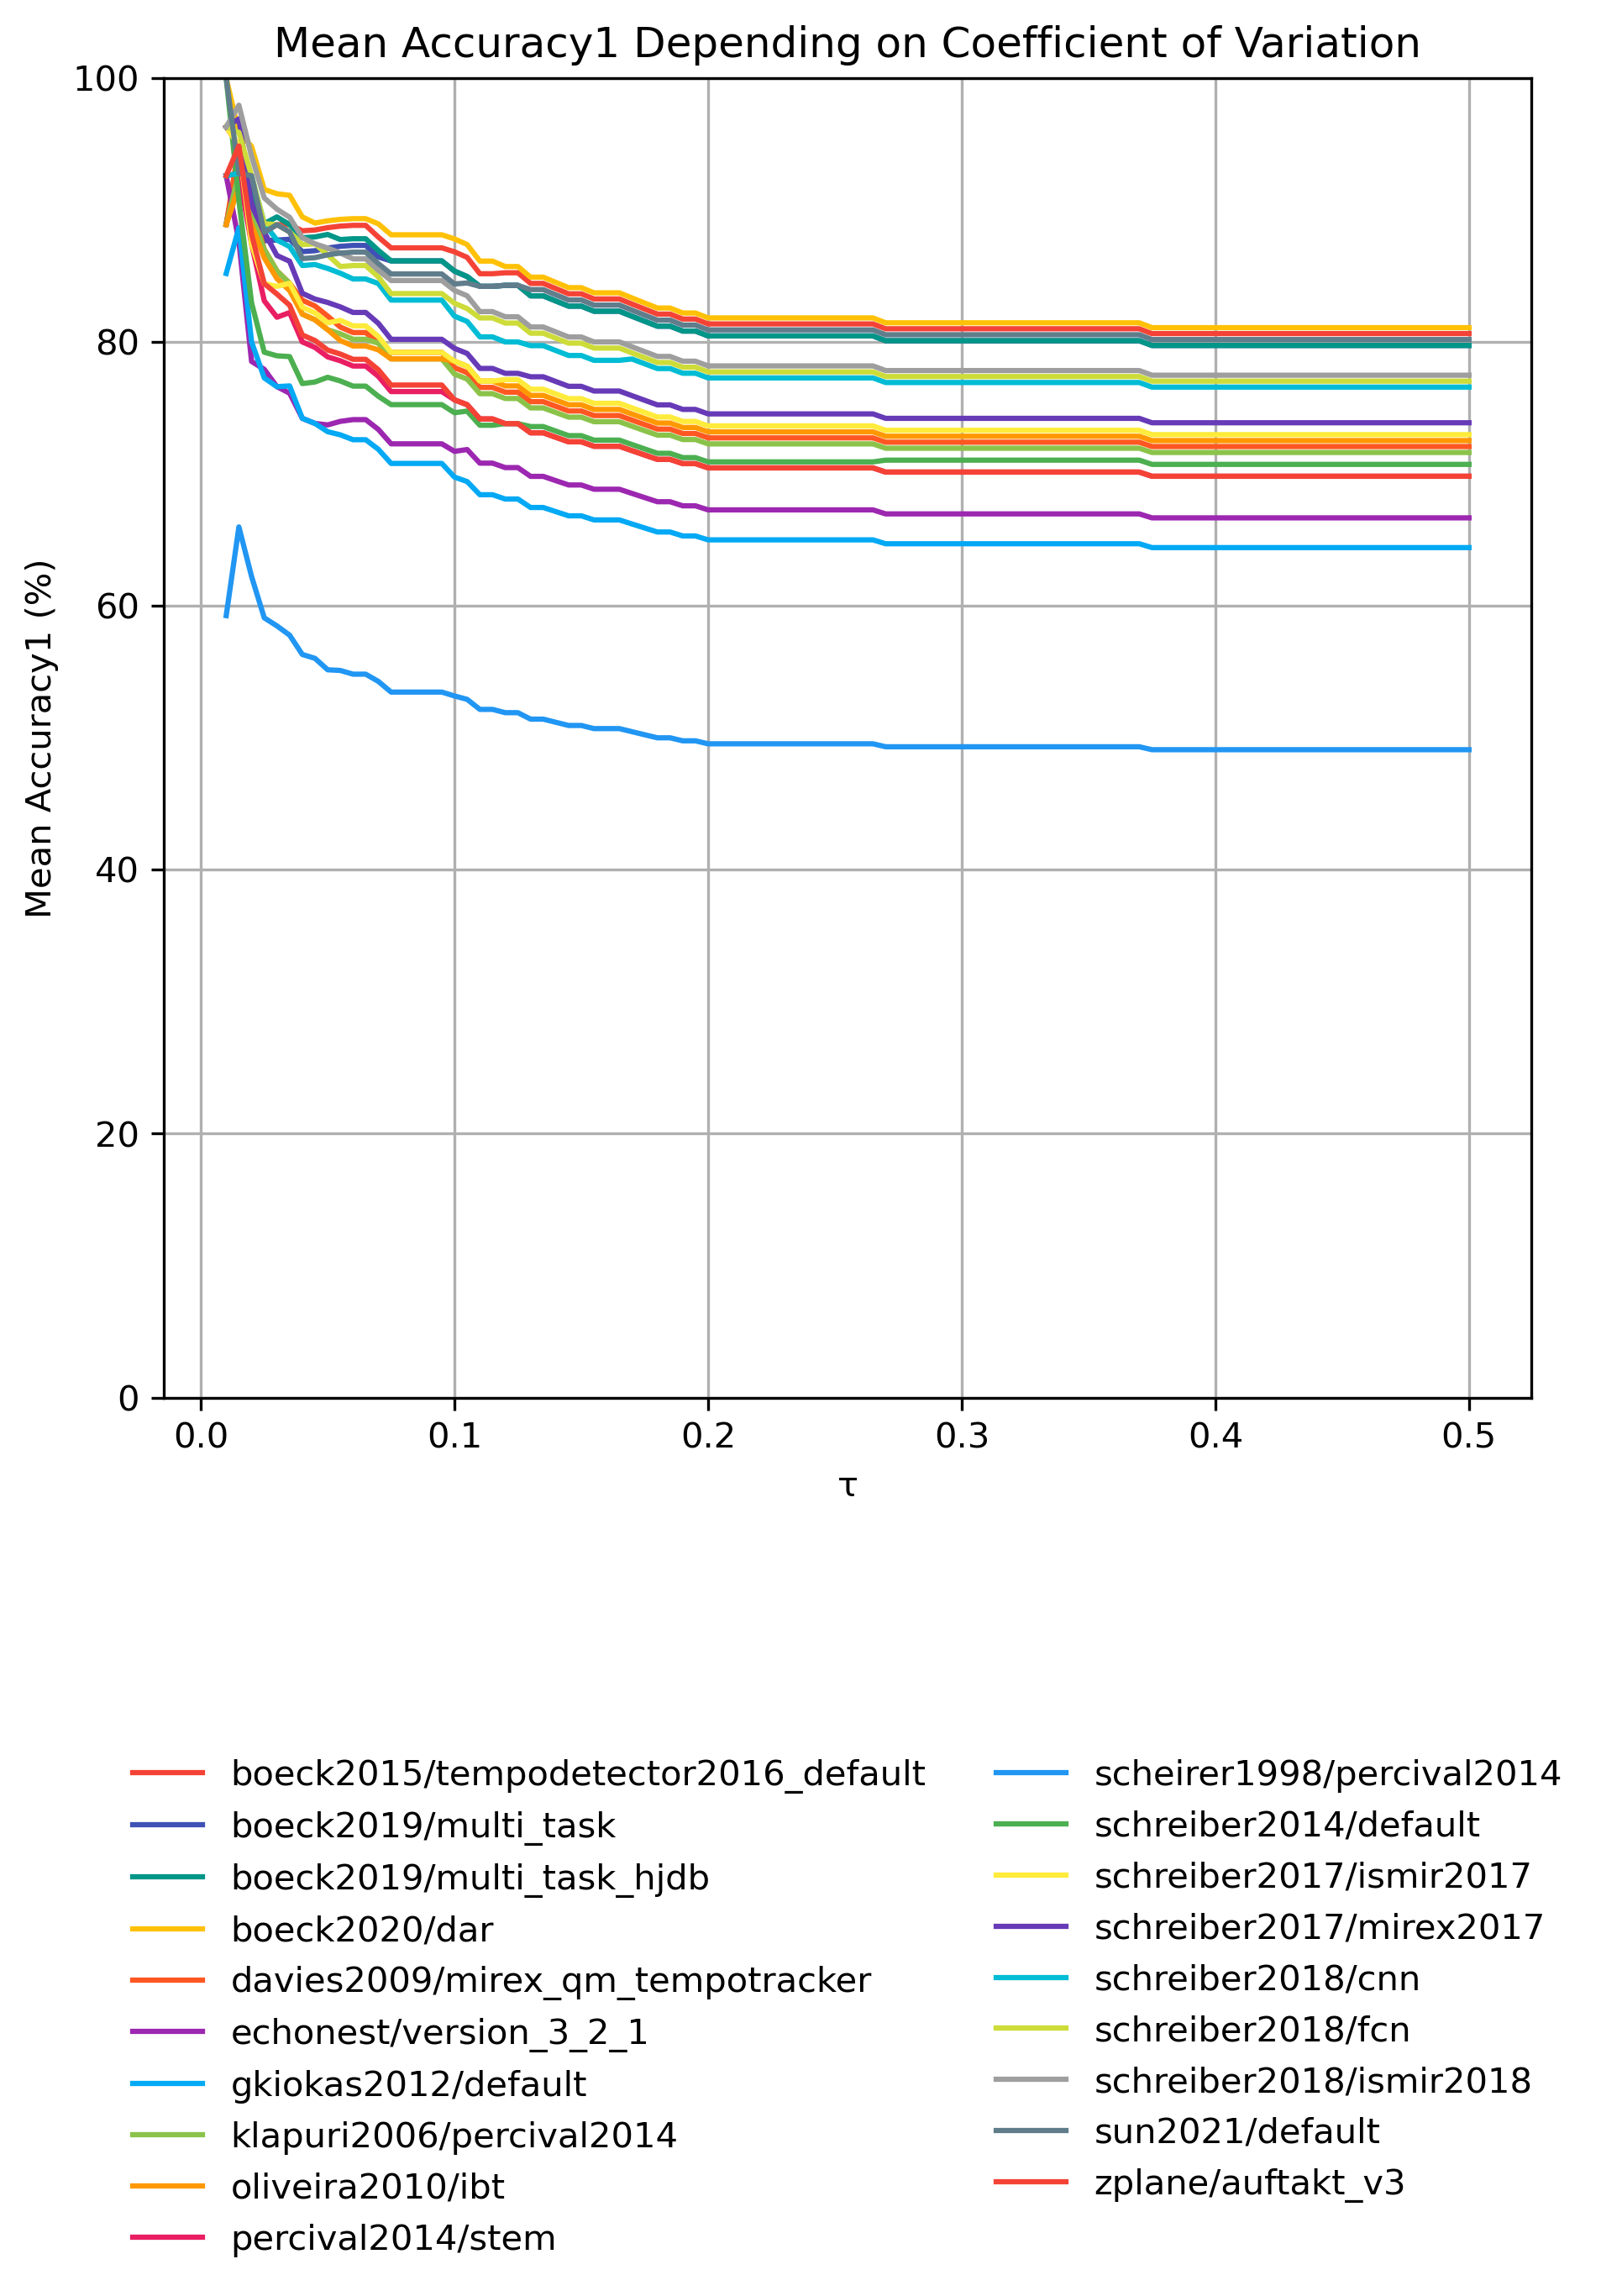 Mean Accuracy1 Depending on Coefficient of Variation
100
80
60
40
20
0
Mean Accuracy1 (%)
0.0 0.1 0.2 0.3 0.4 0.5
τ
boeck2015/tempodetector2016_default
boeck2019/multi_task
boeck2019/multi_task_hjdb
boeck2020/dar
davies2009/mirex_qm_tempotracker
echonest/version_3_2_1
gkiokas2012/default
klapuri2006/percival2014
oliveira2010/ibt
percival2014/stem
scheirer1998/percival2014
schreiber2014/default
schreiber2017/ismir2017
schreiber2017/mirex2017
schreiber2018/cnn
schreiber2018/fcn
schreiber2018/ismir2018
sun2021/default
zplane/auftakt_v3